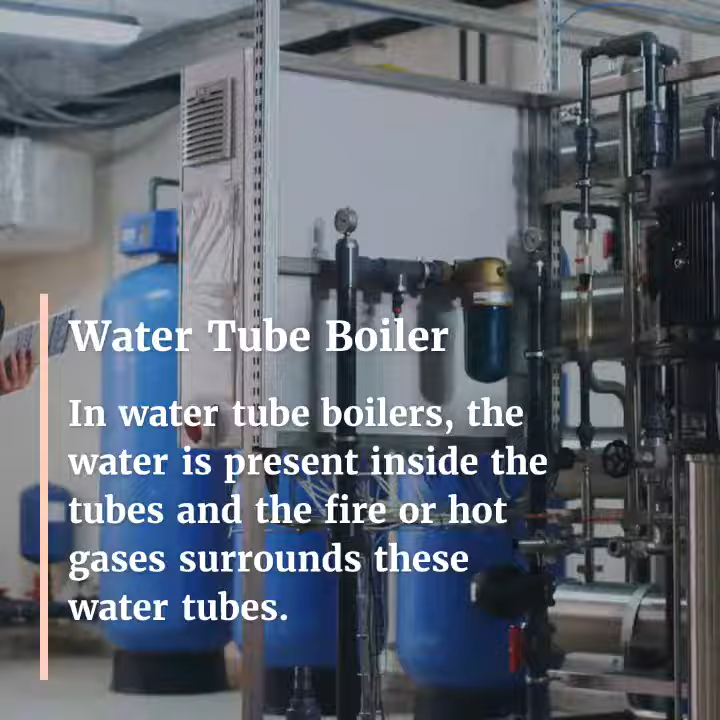 Water Tube Boiler
In water tube boilers, the
water is present inside the
tubes and the fire or hot
gases surrounds these
water tubes.